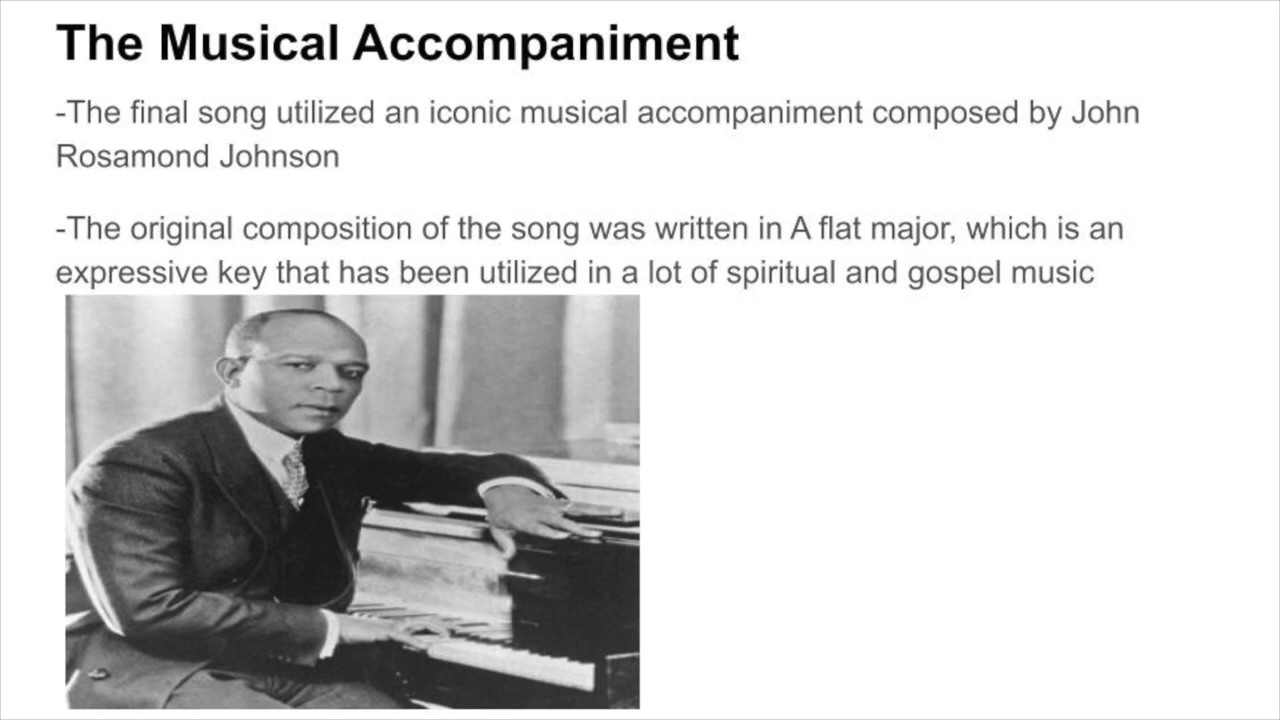 The Musical Accompaniment
-The final song utilized an iconic musical accompaniment composed by John
Rosamond Johnson
-The original composition of the song was written in A flat major, which is an
expressive key that has been utilized in a lot of spiritual and gospel music